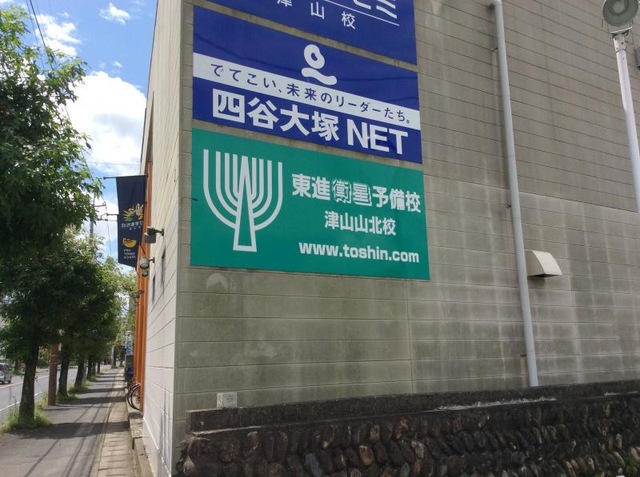 津山校
でてこい、未来のリーダーたち。
四谷大塚NET
東進衛星予備校
津山山北校
www.toshin.com